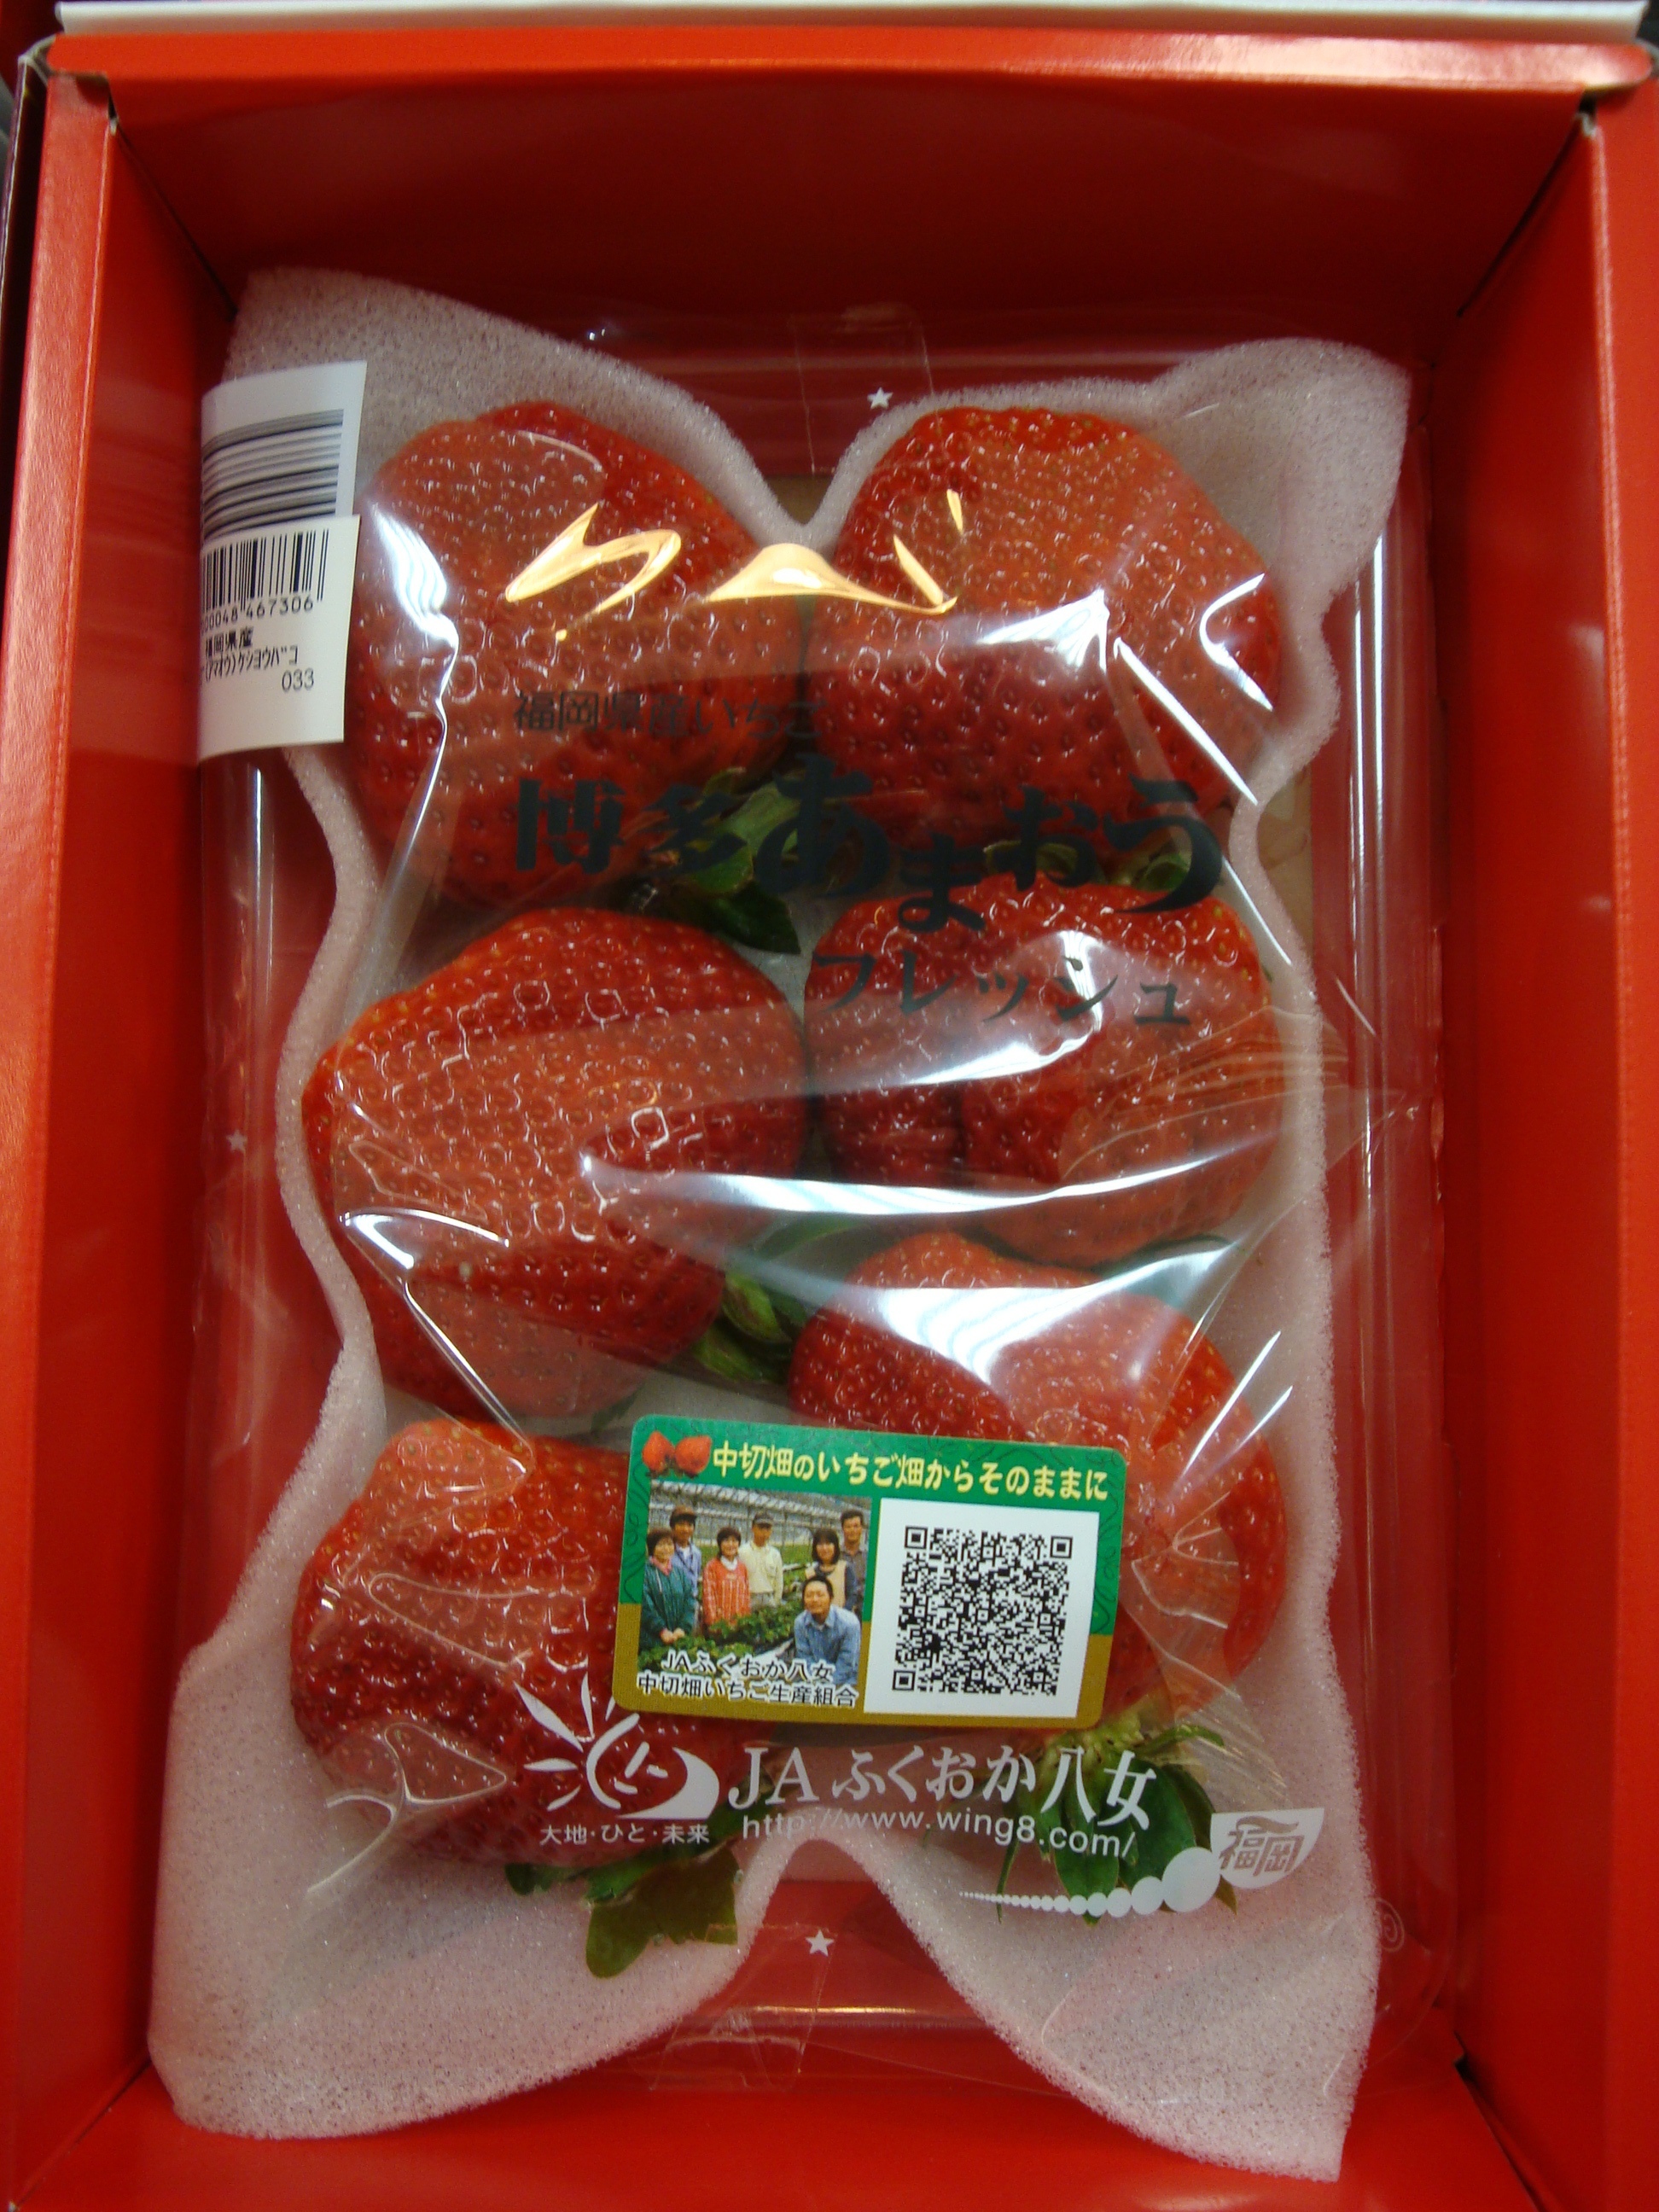 467306
福岡県産
033
福岡県産いちご
博多あまおう
フレッシュ
中切畑のいちご畑からそのままに
JAふくおか八女
中切畑いちご生産組合
JAふくおか八女
大地・ひと・未来
http://www.wing8.com/
福岡